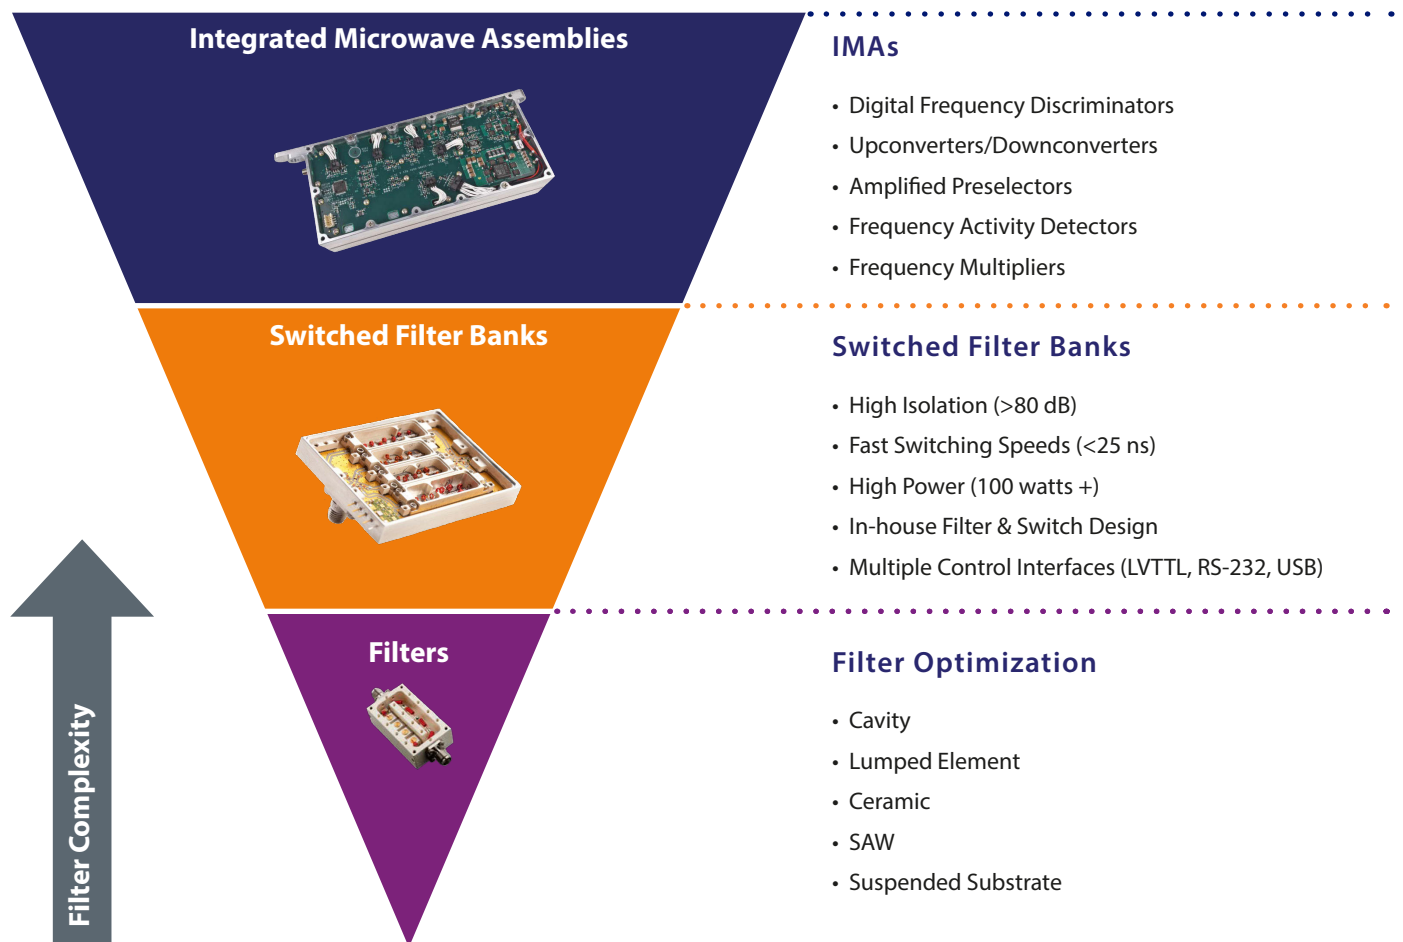 Integrated Microwave Assemblies
IMAs
• Digital Frequency Discriminators
• Upconverters/Downconverters
• Amplified Preselectors
• Frequency Activity Detectors
• Frequency Multipliers
Switched Filter Banks
Switched Filter Banks
• High Isolation (>80 dB)
• Fast Switching Speeds (<25 ns)
• High Power (100 watts +)
• In-house Filter & Switch Design
• Multiple Control Interfaces (LVTTL, RS-232, USB)
Filters
Filter Optimization
• Cavity
• Lumped Element
• Ceramic
• SAW
• Suspended Substrate
Filter Complexity